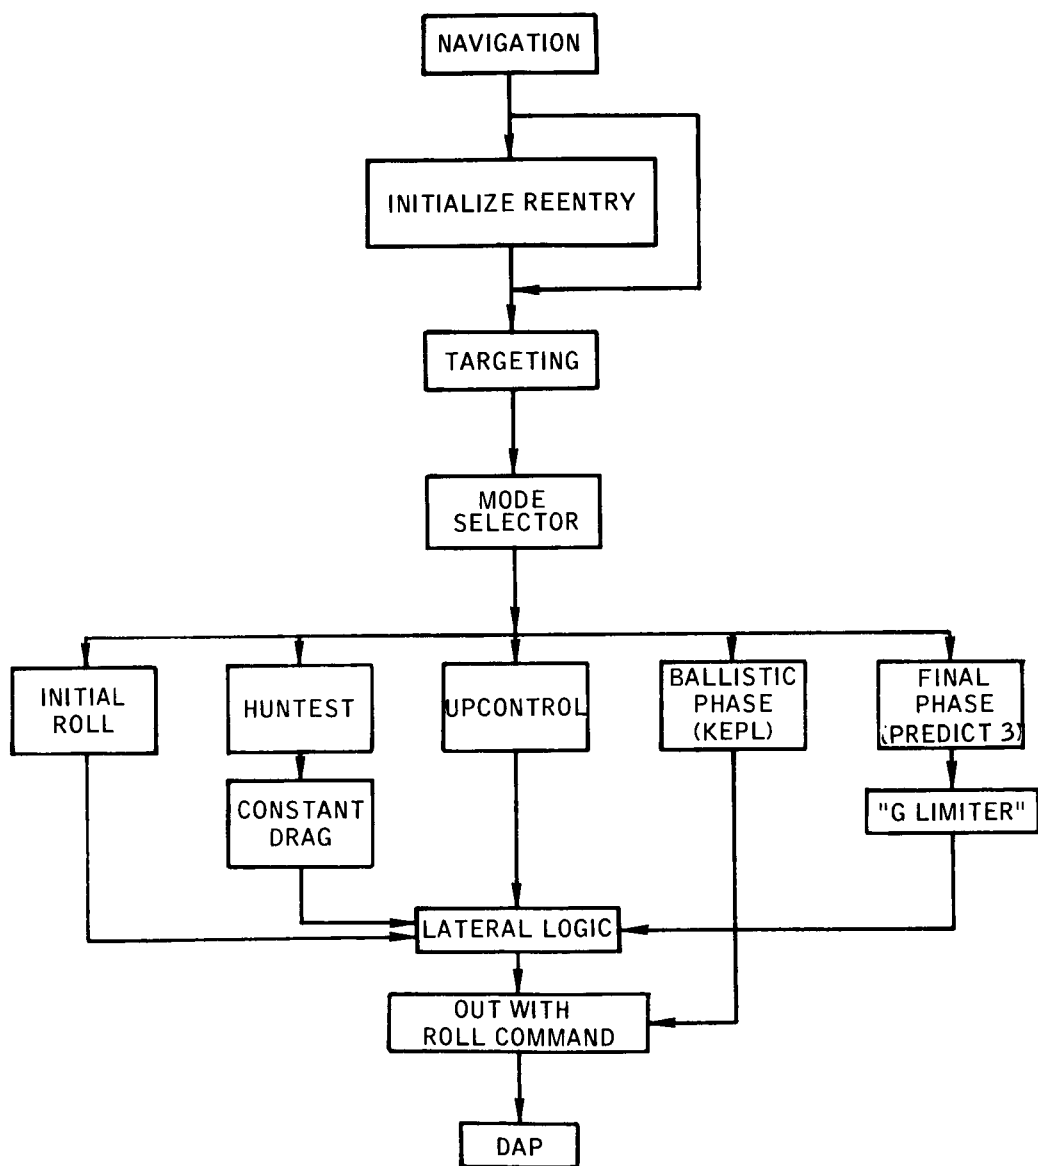 NAVIGATION
INITIALIZE REENTRY
TARGETING
MODE
SELECTOR
INITIAL
ROLL
HUNTEST
UPCONTROL
BALLISTIC
PHASE
(KEPL)
FINAL
PHASE
(PREDICT 3)
CONSTANT
DRAG
"G LIMITER"
LATERAL LOGIC
OUT WITH
ROLL COMMAND
DAP